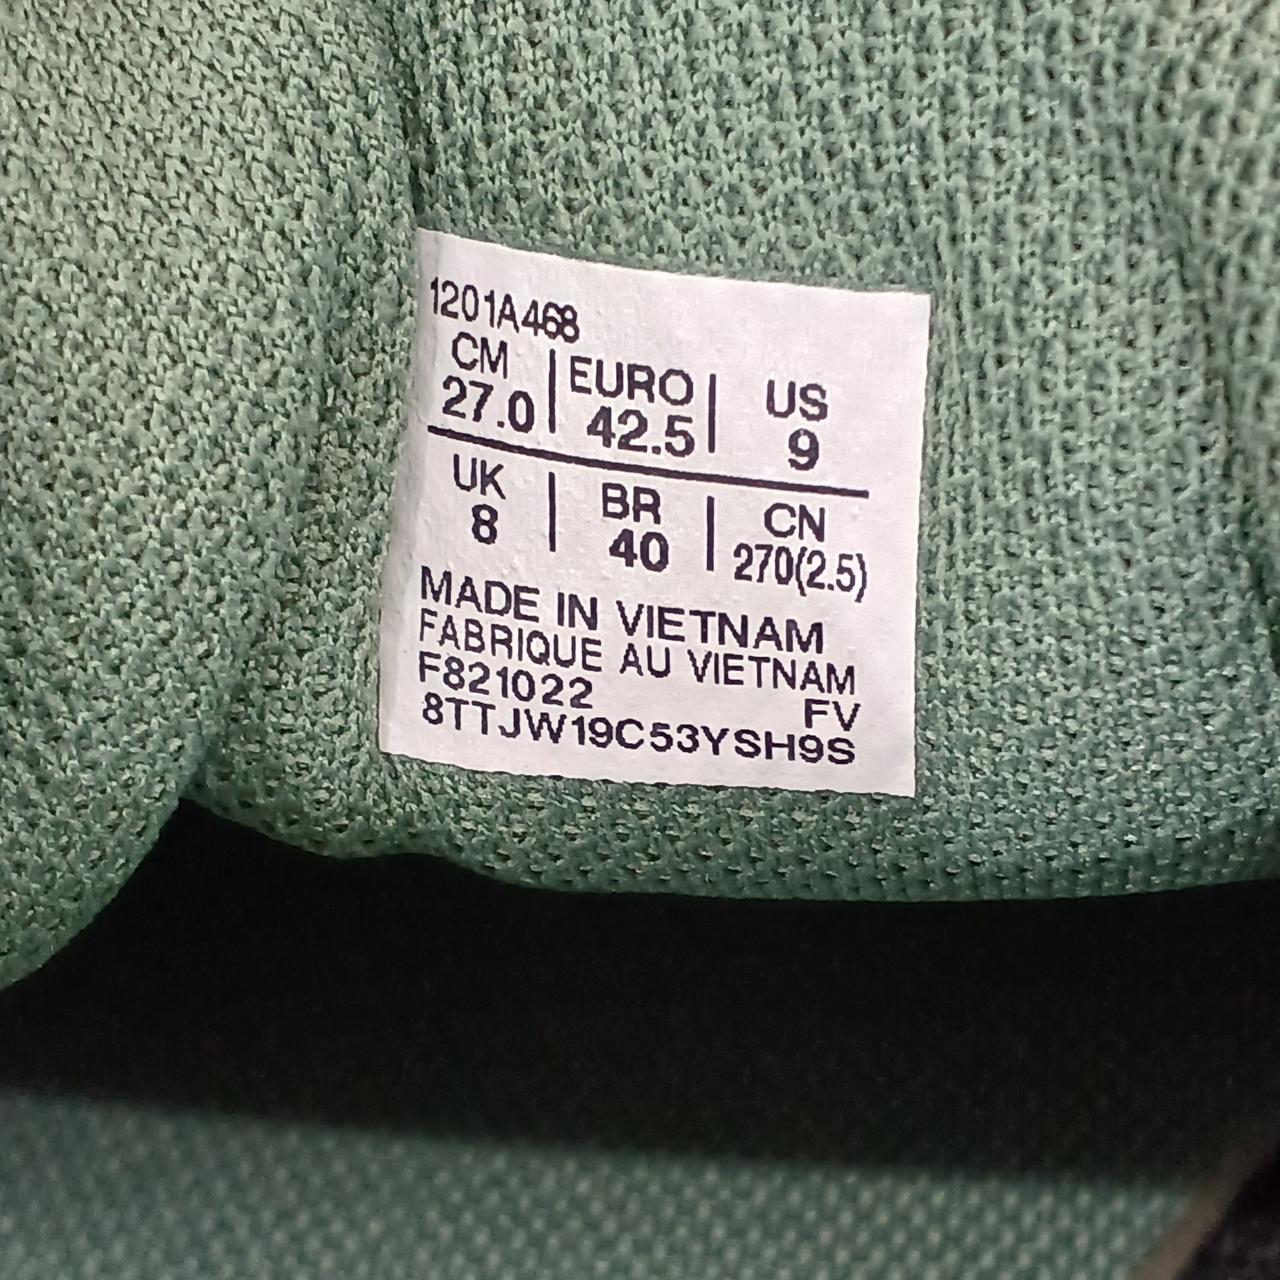 1201A468
CM | EURO | US
27.0 | 42.5 | 9
UK | BR | CN
8 | 40 | 270(2.5)
MADE IN VIETNAM
FABRIQUE AU VIETNAM
F821022 FV
8TTJW19C53YSH9S